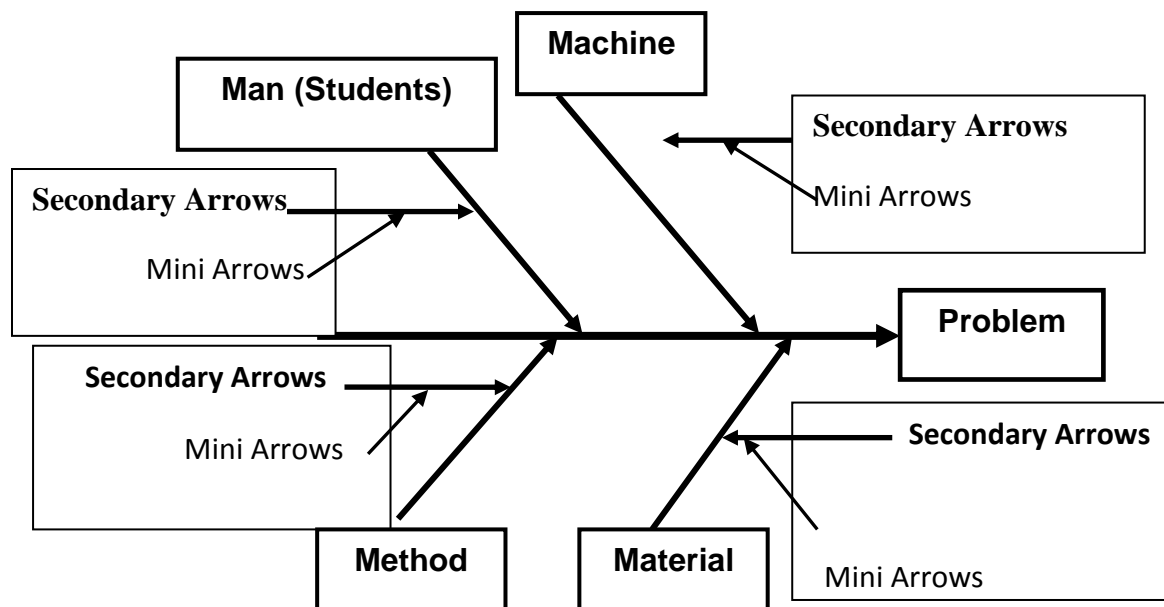 Machine
Man (Students)
Secondary Arrows
Mini Arrows
Secondary Arrows
Mini Arrows
Problem
Secondary Arrows
Mini Arrows
Secondary Arrows
Mini Arrows
Method
Material